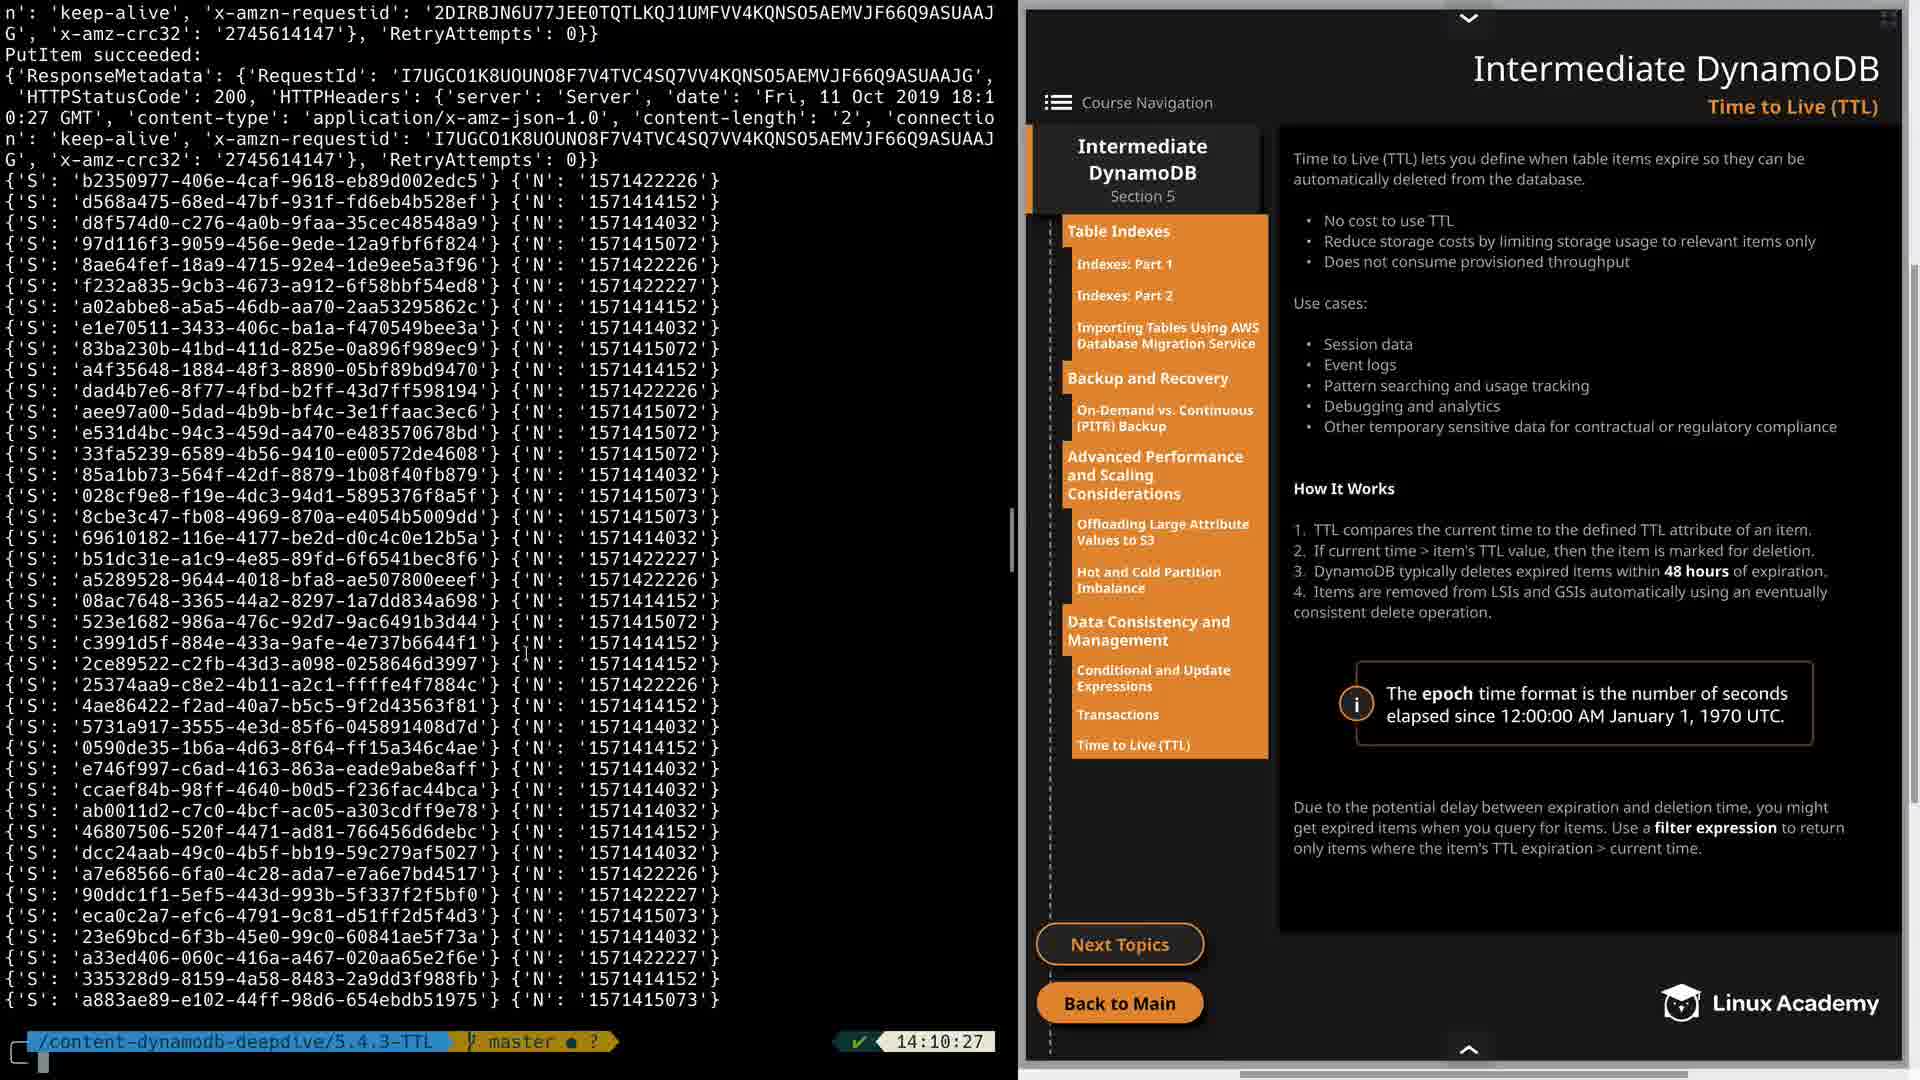 n': 'keep-alive', 'x-amzn-requestid': '2DIRBJN6U77JEE0TQTLKQJ1UMFVV4KQNSO5AEMVJF66Q9ASUAAJ
G', 'x-amz-crc32': '2745614147'}, 'RetryAttempts': 0}}
PutItem succeeded:
{'ResponseMetadata': {'RequestId': 'I7UGCO1K8UOUNO8F7V4TVC4SQ7VV4KQNSO5AEMVJF66Q9ASUAAJG',
'HTTPStatusCode': 200, 'HTTPHeaders': {'server': 'Server', 'date': 'Fri, 11 Oct 2019 18:1
0:27 GMT', 'content-type': 'application/x-amz-json-1.0', 'content-length': '2', 'connectio
n': 'keep-alive', 'x-amzn-requestid': 'I7UGCO1K8UOUNO8F7V4TVC4SQ7VV4KQNSO5AEMVJF66Q9ASUAAJ
G', 'x-amz-crc32': '2745614147'}, 'RetryAttempts': 0}}
{'S': 'b2350977-406e-4caf-9618-eb89d002edc5'} {'N': '1571422226'}
{'S': 'd568a475-68ed-47bf-931f-fd6eb4b528ef'} {'N': '1571414152'}
{'S': 'd8f574d0-c276-4a0b-9faa-35cec48548a9'} {'N': '1571414032'}
{'S': '97d116f3-9059-456e-9ede-12a9fbf6f824'} {'N': '1571415072'}
{'S': '8ae64fef-18a9-4715-92e4-1de9ee5a3f96'} {'N': '1571422226'}
{'S': 'f232a835-9cb3-4673-a912-6f58bbf54ed8'} {'N': '1571422227'}
{'S': 'a02abbe8-a5a5-46db-aa70-2aa53295862c'} {'N': '1571414152'}
{'S': 'e1e70511-3433-406c-ba1a-f470549bee3a'} {'N': '1571414032'}
{'S': '83ba230b-41bd-411d-825e-0a896f989ec9'} {'N': '1571415072'}
{'S': 'a4f35648-1884-48f3-8890-05bf89bd9470'} {'N': '1571414152'}
{'S': 'dad4b7e6-8f77-4fbd-b2ff-43d7ff598194'} {'N': '1571422226'}
{'S': 'aee97a00-5dad-4b9b-bf4c-3e1ffaac3ec6'} {'N': '1571415072'}
{'S': 'e531d4bc-94c3-459d-a470-e483570678bd'} {'N': '1571415072'}
{'S': '33fa5239-6589-4b56-9410-e00572de4608'} {'N': '1571415072'}
{'S': '85a1bb73-564f-42df-8879-1b08f40fb879'} {'N': '1571414032'}
{'S': '028cf9e8-f19e-4dc3-94d1-5895376f8a5f'} {'N': '1571415073'}
{'S': '8cbe3c47-fb08-4969-870a-e4054b5009dd'} {'N': '1571415073'}
{'S': '69610182-116e-4177-be2d-d0c4c0e12b5a'} {'N': '1571414032'}
{'S': 'b51dc31e-a1c9-4e85-89fd-6f6541bec8f6'} {'N': '1571422227'}
{'S': 'a5289528-9644-4018-bfa8-ae507800eeef'} {'N': '1571422226'}
{'S': '08ac7648-3365-44a2-8297-1a7dd834a698'} {'N': '1571414152'}
{'S': '523e1682-986a-476c-92d7-9ac6491b3d44'} {'N': '1571415072'}
{'S': 'c3991d5f-884e-433a-9afe-4e737b6644f1'} {'N': '1571414152'}
{'S': '2ce89522-c2fb-43d3-a098-0258646d3997'} {'N': '1571414152'}
{'S': '25374aa9-c8e2-4b11-a2c1-ffffe4f7884c'} {'N': '1571422226'}
{'S': '4ae86422-f2ad-40a7-b5c5-9f2d43563f81'} {'N': '1571414152'}
{'S': '5731a917-3555-4e3d-85f6-045891408d7d'} {'N': '1571414032'}
{'S': '0590de35-1b6a-4d63-8f64-ff15a346c4ae'} {'N': '1571414152'}
{'S': 'e746f997-c6ad-4163-863a-eade9abe8aff'} {'N': '1571414032'}
{'S': 'ccaef84b-98ff-4640-b0d5-f236fac44bca'} {'N': '1571414032'}
{'S': 'ab0011d2-c7c0-4bcf-ac05-a303cdff9e78'} {'N': '1571414032'}
{'S': '46807506-520f-4471-ad81-766456d6debc'} {'N': '1571414152'}
{'S': 'dcc24aab-49c0-4b5f-bb19-59c279af5027'} {'N': '1571414032'}
{'S': 'a7e68566-6fa0-4c28-ada7-e7a6e7bd4517'} {'N': '1571422226'}
{'S': '90ddc1f1-5ef5-443d-993b-5f337f2f5bf0'} {'N': '1571422227'}
{'S': 'eca0c2a7-efc6-4791-9c81-d51ff2d5f4d3'} {'N': '1571415073'}
{'S': '23e69bcd-6f3b-45e0-99c0-60841ae5f73a'} {'N': '1571414032'}
{'S': 'a33ed406-060c-416a-a467-020aa65e2f6e'} {'N': '1571422227'}
{'S': '335328d9-8159-4a58-8483-2a9dd3f988fb'} {'N': '1571414152'}
{'S': 'a883ae89-e102-44ff-98d6-654ebdb51975'} {'N': '1571415073'}
/content-dynamodb-deepdive/5.4.3-TTL master ● ? ✔ 14:10:27
Intermediate DynamoDB
Time to Live (TTL)
Course Navigation
Intermediate
DynamoDB
Section 5
Table Indexes
Indexes: Part 1
Indexes: Part 2
Importing Tables Using AWS
Database Migration Service
Backup and Recovery
On-Demand vs. Continuous
(PITR) Backup
Advanced Performance
and Scaling
Considerations
Offloading Large Attribute
Values to S3
Hot and Cold Partition
Imbalance
Data Consistency and
Management
Conditional and Update
Expressions
Transactions
Time to Live (TTL)
Next Topics
Back to Main
Time to Live (TTL) lets you define when table items expire so they can be
automatically deleted from the database.
• No cost to use TTL
• Reduce storage costs by limiting storage usage to relevant items only
• Does not consume provisioned throughput
Use cases:
• Session data
• Event logs
• Pattern searching and usage tracking
• Debugging and analytics
• Other temporary sensitive data for contractual or regulatory compliance
How It Works
1. TTL compares the current time to the defined TTL attribute of an item.
2. If current time > item's TTL value, then the item is marked for deletion.
3. DynamoDB typically deletes expired items within 48 hours of expiration.
4. Items are removed from LSIs and GSIs automatically using an eventually
consistent delete operation.
i
The epoch time format is the number of seconds
elapsed since 12:00:00 AM January 1, 1970 UTC.
Due to the potential delay between expiration and deletion time, you might
get expired items when you query for items. Use a filter expression to return
only items where the item's TTL expiration > current time.
Linux Academy